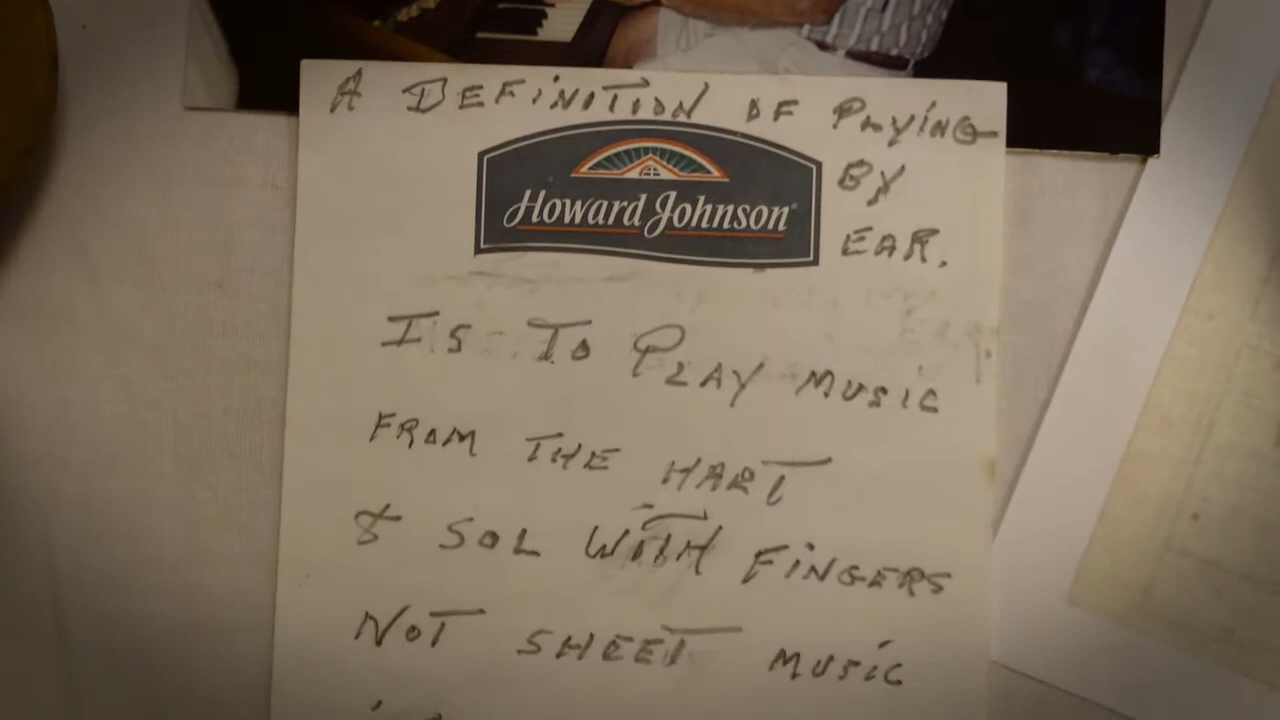 A DEFINITION OF PLAYING
BY
EAR.
Howard Johnson
IS TO PLAY MUSIC
FROM THE HART
& SOL WITH FINGERS
NOT SHEET MUSIC